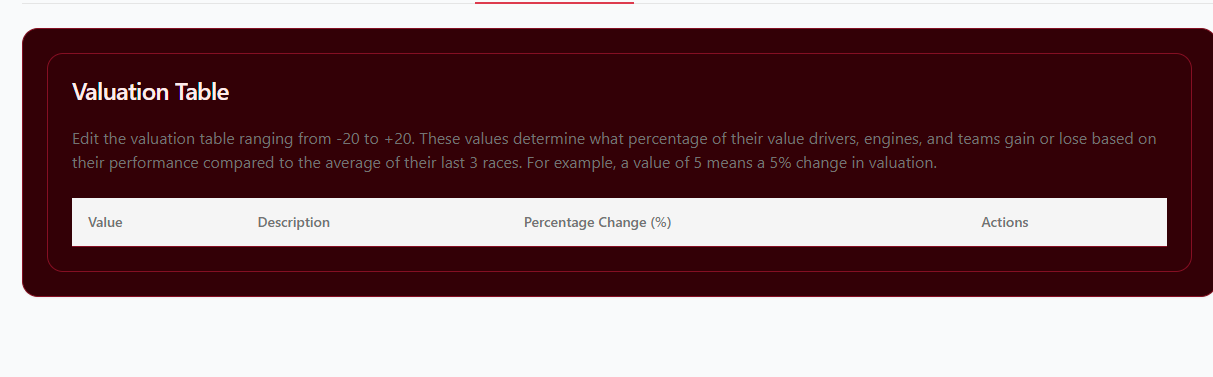 Valuation Table
Edit the valuation table ranging from -20 to +20. These values determine what percentage of their value drivers, engines, and teams gain or lose based on
their performance compared to the average of their last 3 races. For example, a value of 5 means a 5% change in valuation.
Value Description Percentage Change (%) Actions